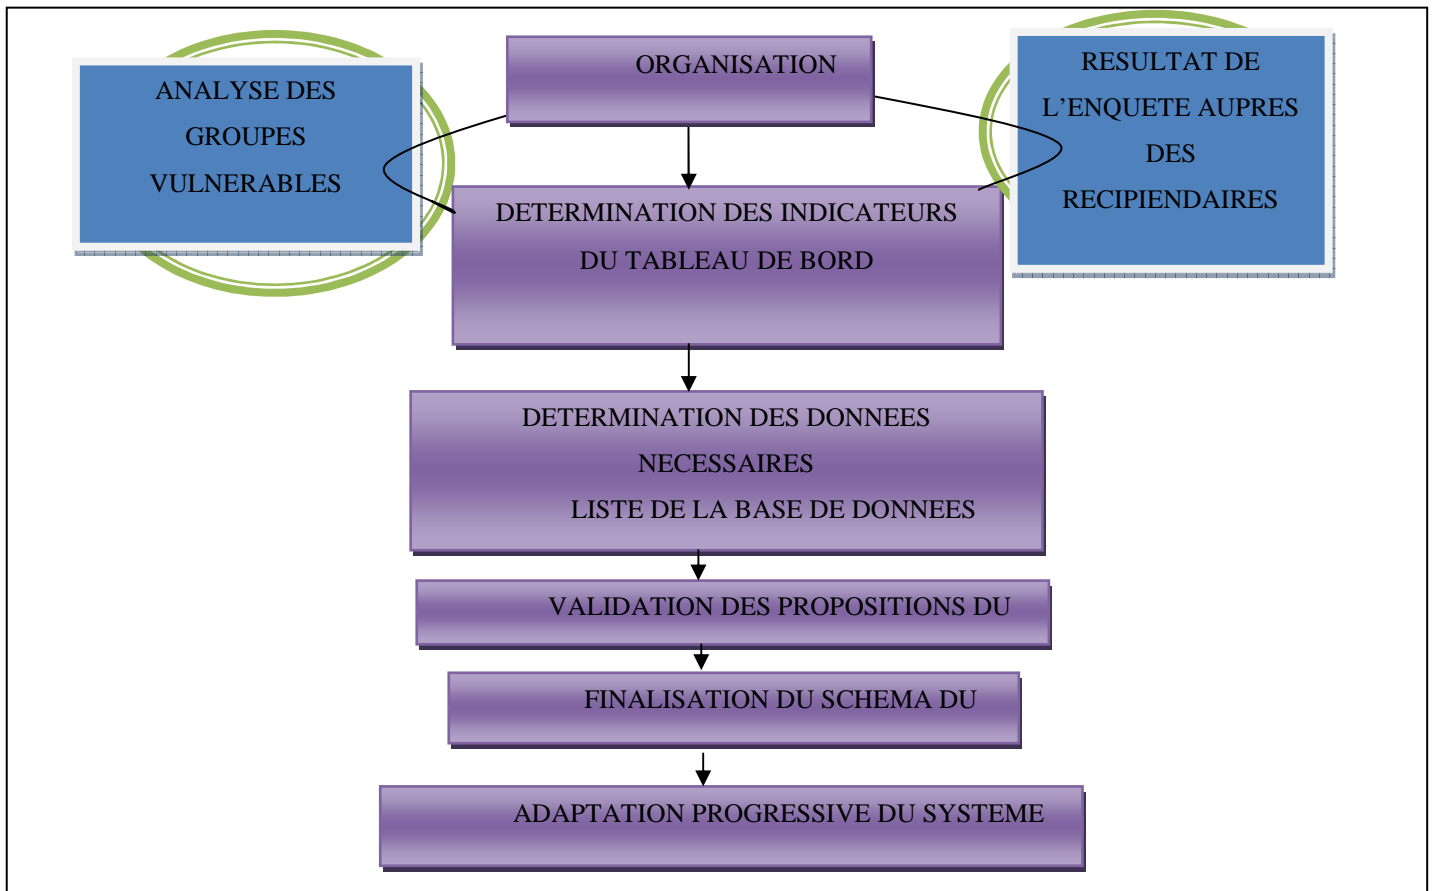 ORGANISATION
ANALYSE DES
GROUPES
VULNERABLES
RESULTAT DE
L’ENQUETE AUPRES
DES
RECIPIENDAIRES
DETERMINATION DES INDICATEURS
DU TABLEAU DE BORD
DETERMINATION DES DONNEES
NECESSAIRES
LISTE DE LA BASE DE DONNEES
VALIDATION DES PROPOSITIONS DU
FINALISATION DU SCHEMA DU
ADAPTATION PROGRESSIVE DU SYSTEME